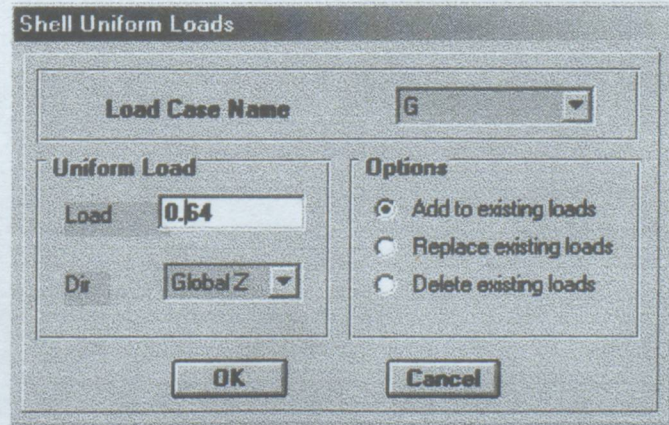 Shell Uniform Loads
Load Case Name
G
Uniform Load
Load
0.64
Dir
Global Z
Options
Add to existing loads
Replace existing loads
Delete existing loads
OK
Cancel